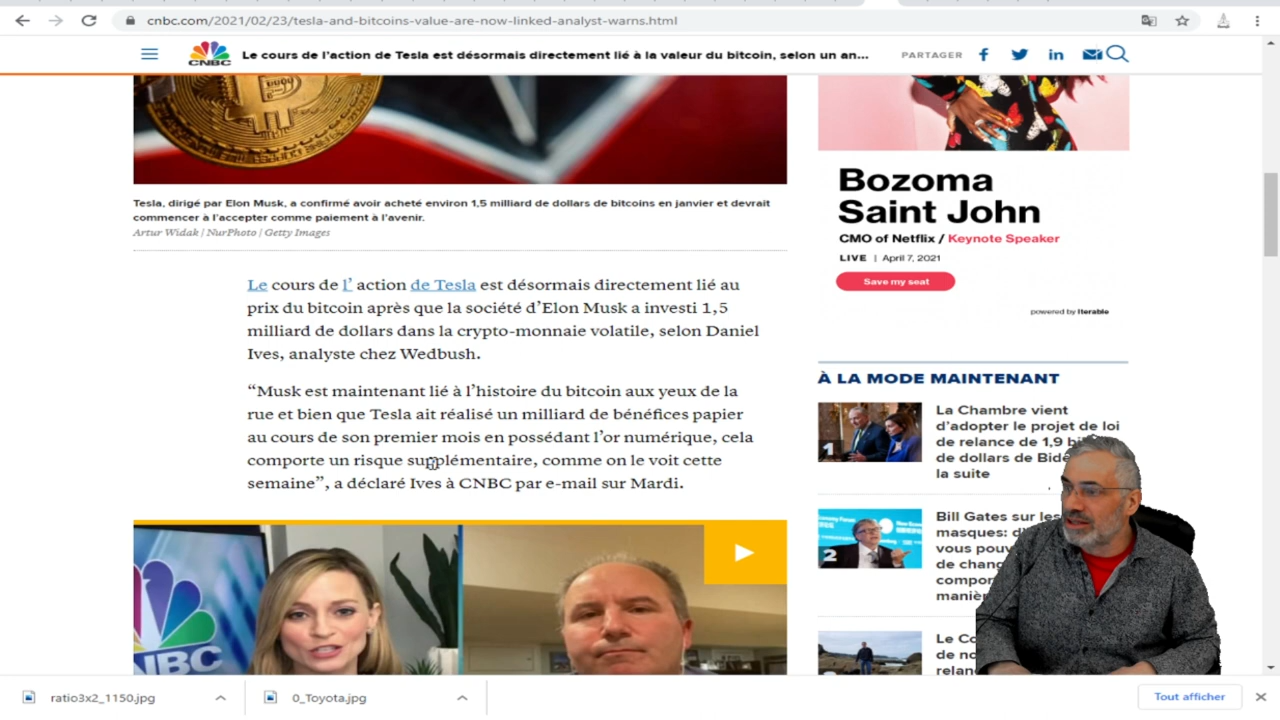 cnbc.com/2021/02/23/tesla-and-bitcoins-value-are-now-linked-analyst-warns.html
CNBC
Le cours de l'action de Tesla est désormais directement lié à la valeur du bitcoin, selon un an...
PARTAGER
Tesla, dirigé par Elon Musk, a confirmé avoir acheté environ 1,5 milliard de dollars de bitcoins en janvier et devrait
commencer à l'accepter comme paiement à l'avenir.
Artur Widak | NurPhoto | Getty Images
Le cours de l' action de Tesla est désormais directement lié au
prix du bitcoin après que la société d'Elon Musk a investi 1,5
milliard de dollars dans la crypto-monnaie volatile, selon Daniel
Ives, analyste chez Wedbush.
“Musk est maintenant lié à l'histoire du bitcoin aux yeux de la
rue et bien que Tesla ait réalisé un milliard de bénéfices papier
au cours de son premier mois en possédant l'or numérique, cela
comporte un risque supplémentaire, comme on le voit cette
semaine”, a déclaré Ives à CNBC par e-mail sur Mardi.
NBC
Bozoma
Saint John
CMO of Netflix / Keynote Speaker
LIVE | April 7, 2021
Save my seat
powered by Iterable
À LA MODE MAINTENANT
1
La Chambre vient
d'adopter le projet de loi
de relance de 1,9
de dollars de
la suite
2
Bill Gates sur les
masques:
vous
de
Le
de
ratio3x2_1150.jpg
0_Toyota.jpg
Tout afficher